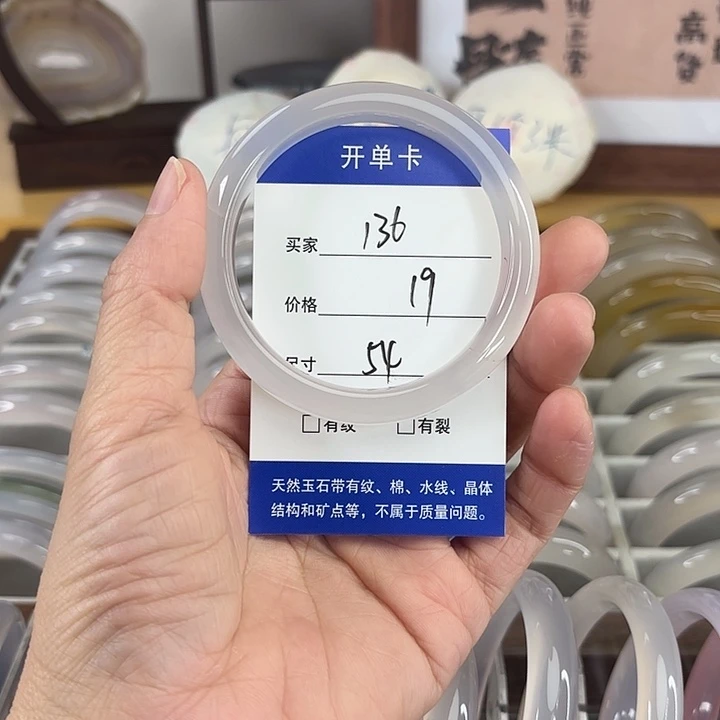 开单卡
买家 136
价格 19
尺寸 54
□有纹 □有裂
天然玉石带有纹、棉、水线、晶体
结构和矿点等，不属于质量问题。